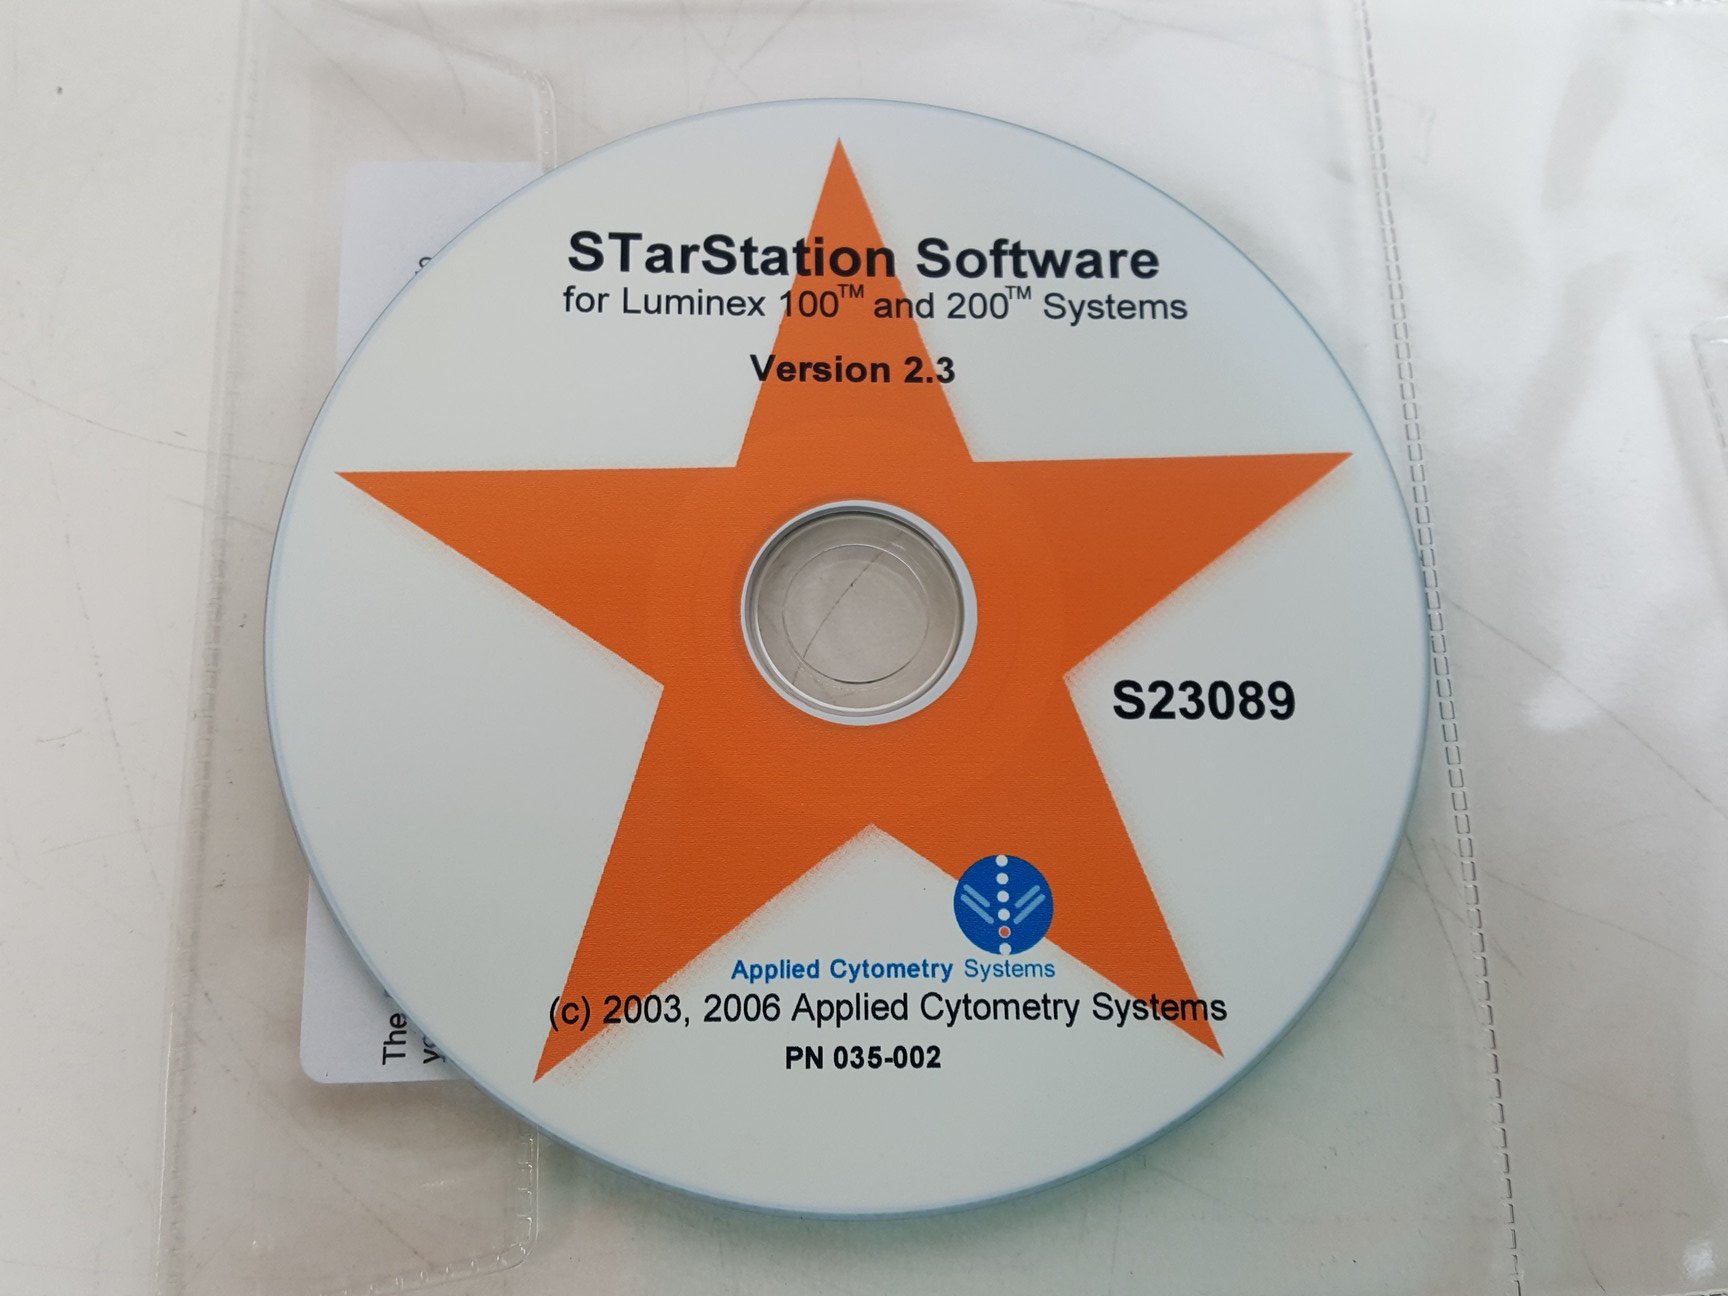 STarStation Software
for Luminex 100™ and 200™ Systems
Version 2.3
S23089
Applied Cytometry Systems
(c) 2003, 2006 Applied Cytometry Systems
PN 035-002
The